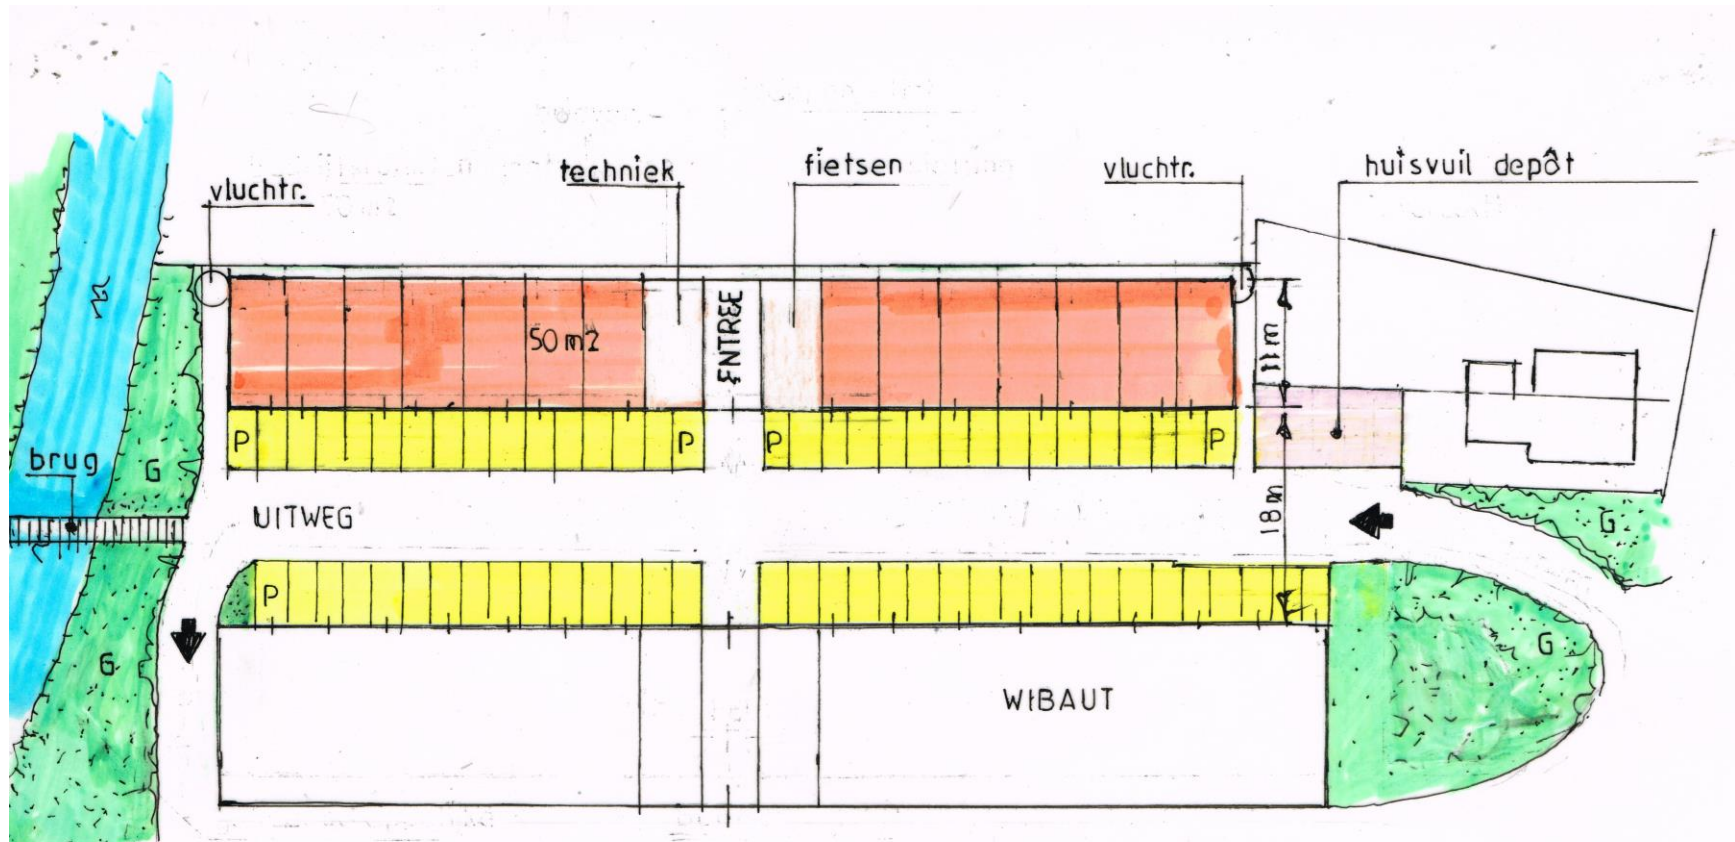 techniek
fietsen
vluchtr.
huisvuil depôt
vluchtr.
50 m2
ENTREE
11 m
P
P
P
P
brug
G
UITWEG
18 m
G
P
G
G
WIBAUT